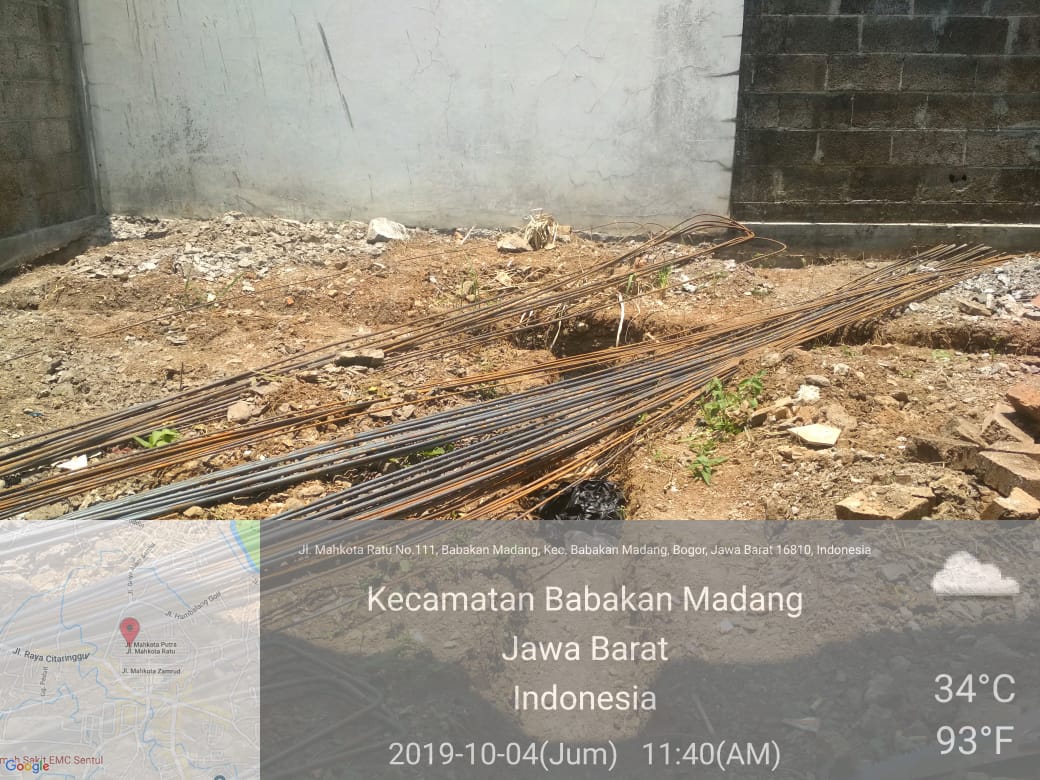 Jl. Mahkota Ratu No.111, Babakan Madang, Kec. Babakan Madang, Bogor, Jawa Barat 16810, Indonesia
Kecamatan Babakan Madang
Jawa Barat
Indonesia
2019-10-04(Jum) 11:40(AM)
34°C
93°F
Jl. Hambalang Golf
Jl. Mahkota Putra
Jl. Mahkota Ratu
Jl. Raya Citaringgul
Jl. Mahkota Zamrud
Sakit EMC Sentul
Google